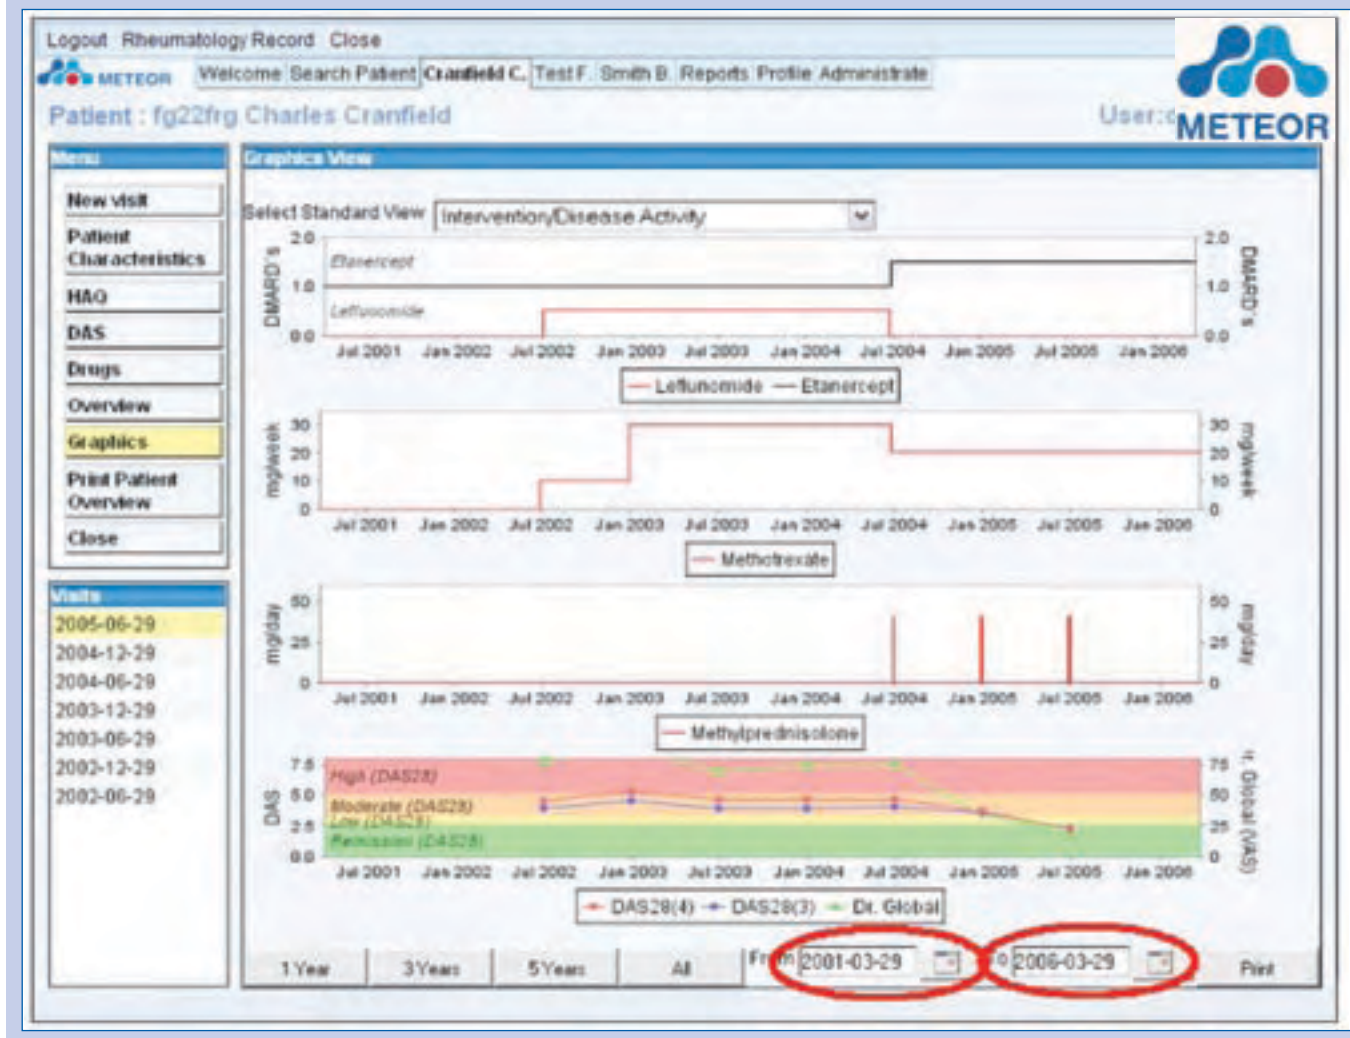 Logout Rheumatology Record Close
METEOR Welcome Search Patient Cranfield C. Test F. Smith B. Reports Profile Administrate
METEOR
Patient : fg22frg Charles Cranfield User:
Menu
New visit
Patient
Characteristics
HAQ
DAS
Drugs
Overview
Graphics
Print Patient
Overview
Close
Visits
2005-06-29
2004-12-29
2004-06-29
2003-12-29
2003-06-29
2002-12-29
2002-06-29
Graphics View
Select Standard View Intervention/Disease Activity
DMARD's
2.0
1.0
0.0
Etanercept
Leflunomide
2.0
1.0
0.0
DMARD's
Jul 2001 Jan 2002 Jul 2002 Jan 2003 Jul 2003 Jan 2004 Jul 2004 Jan 2005 Jul 2005 Jan 2006
Leflunomide Etanercept
mg/week
30
20
10
0
30
20
10
0
mg/week
Jul 2001 Jan 2002 Jul 2002 Jan 2003 Jul 2003 Jan 2004 Jul 2004 Jan 2005 Jul 2005 Jan 2006
Methotrexate
mg/day
50
25
0
50
25
0
mg/day
Jul 2001 Jan 2002 Jul 2002 Jan 2003 Jul 2003 Jan 2004 Jul 2004 Jan 2005 Jul 2005 Jan 2006
Methylprednisolone
DAS
7.5
5.0
2.5
0.0
High (DAS28)
Moderate (DAS28)
Low (DAS28)
Remission (DAS28)
75
50
25
0
r. Global (VAS)
Jul 2001 Jan 2002 Jul 2002 Jan 2003 Jul 2003 Jan 2004 Jul 2004 Jan 2005 Jul 2005 Jan 2006
DAS28(4) DAS28(3) Dr. Global
1 Year 3 Years 5 Years All From 2001-03-29 To 2006-03-29 Print